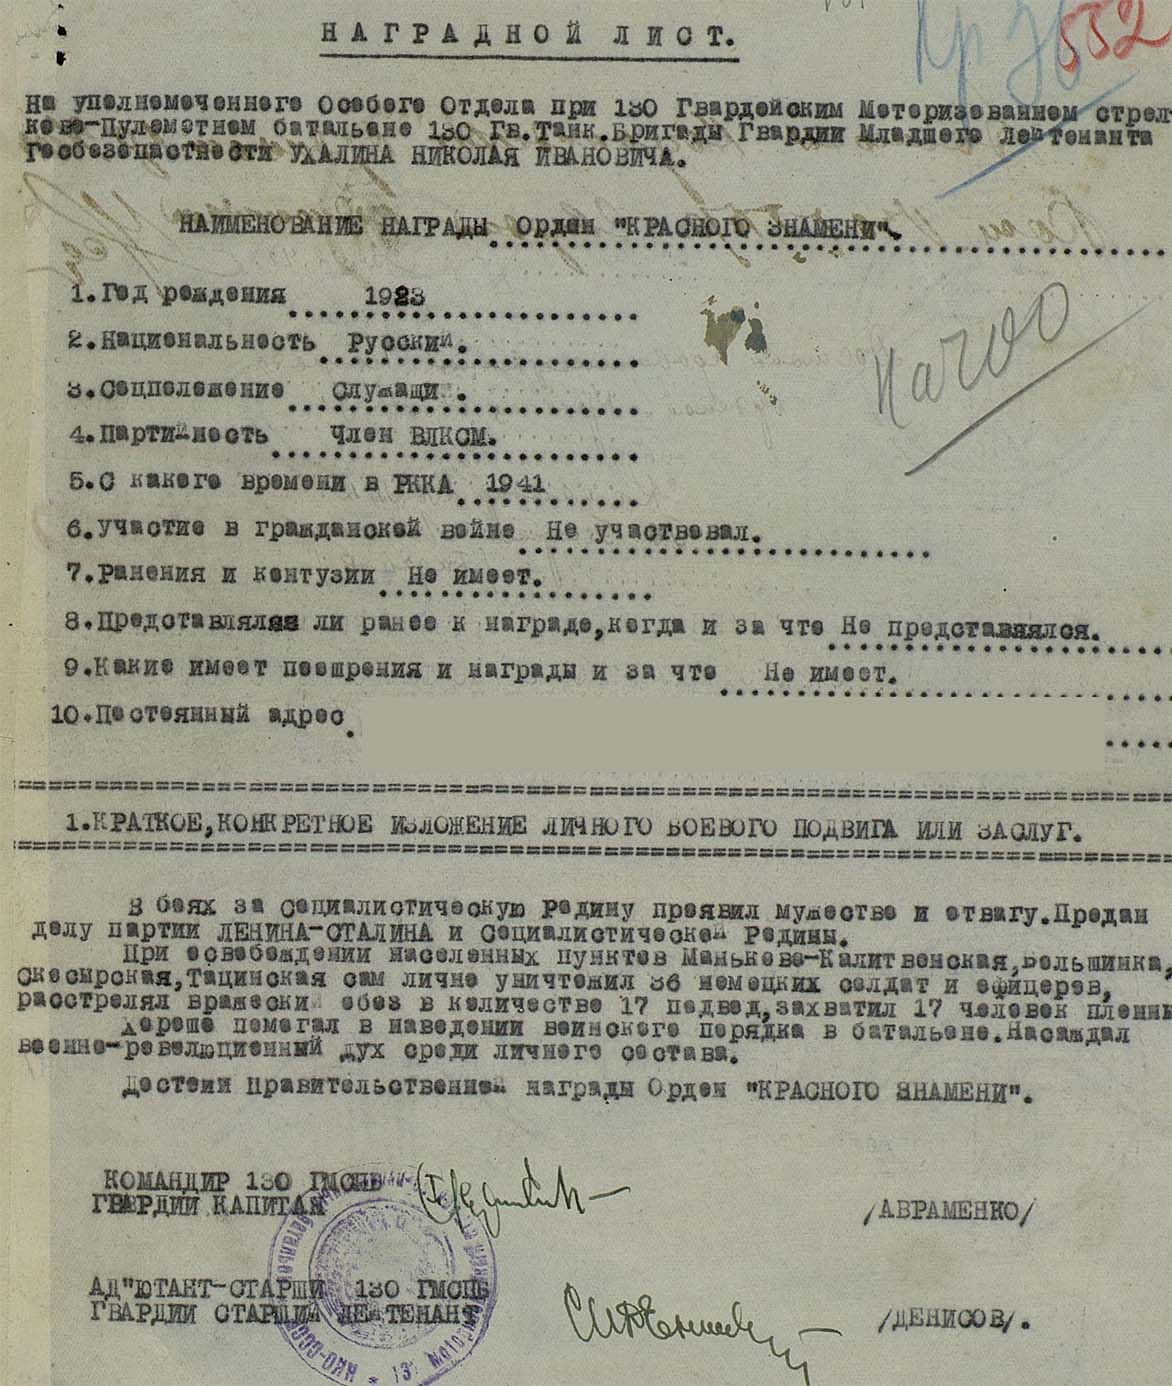 552
НАГРАДНОЙ ЛИСТ.
На уполномоченного Особого Отдела при 130 Гвардейским Моторизованном стрел
ково-Пулеметном батальоне 130 Гв.Танк.Бригады Гвардии Младшего лейтенанта
Госбезопастности УХАЛИНА НИКОЛАЯ ИВАНОВИЧА.
НАИМЕНОВАНИЕ НАГРАДЫ Орден "КРАСНОГО ЗНАМЕНИ"
1.Год рождения 1923
2.Национальность Русский.
3.Соцположение Служащий.
4.Партийность Член ВЛКСМ.
5.С какого времени в РККА 1941
6.Участие в гражданской войне Не участвовал.
7.Ранения и контузии Не имеет.
8.Представлялся ли ранее к награде,когда и за что Не представлялся.
9.Какие имеет поощрения и награды и за что Не имеет.
10.Постоянный адрес
1.КРАТКОЕ,КОНКРЕТНОЕ ИЗЛОЖЕНИЕ ЛИЧНОГО БОЕВОГО ПОДВИГА ИЛИ ЗАСЛУГ.
В боях за Социалистическую Родину проявил мужество и отвагу.Предан
делу партии ЛЕНИНА-СТАЛИНА и Социалистической Родины.
При освобождении населенных пунктов Маньково-Калитвенская,Большинка,
Скосырская,Тацинская сам лично уничтожил 36 немецких солдат и офицеров,
расстрелял вражеский обоз в количестве 17 подвод,захватил 17 человек пленны
Хорошо помогал в наведении воинского порядка в батальоне.Насаждал
военно-революционный дух среди личного состава.
Достоин Правительственной награды Орден "КРАСНОГО ЗНАМЕНИ".
КОМАНДИР 130 ГМСПБ
ГВАРДИИ КАПИТАН /АВРАМЕНКО/
АД"ЮТАНТ-СТАРШИЙ 130 ГМСПБ
ГВАРДИИ СТАРШИЙ ЛЕЙТЕНАНТ /ДЕНИСОВ/.